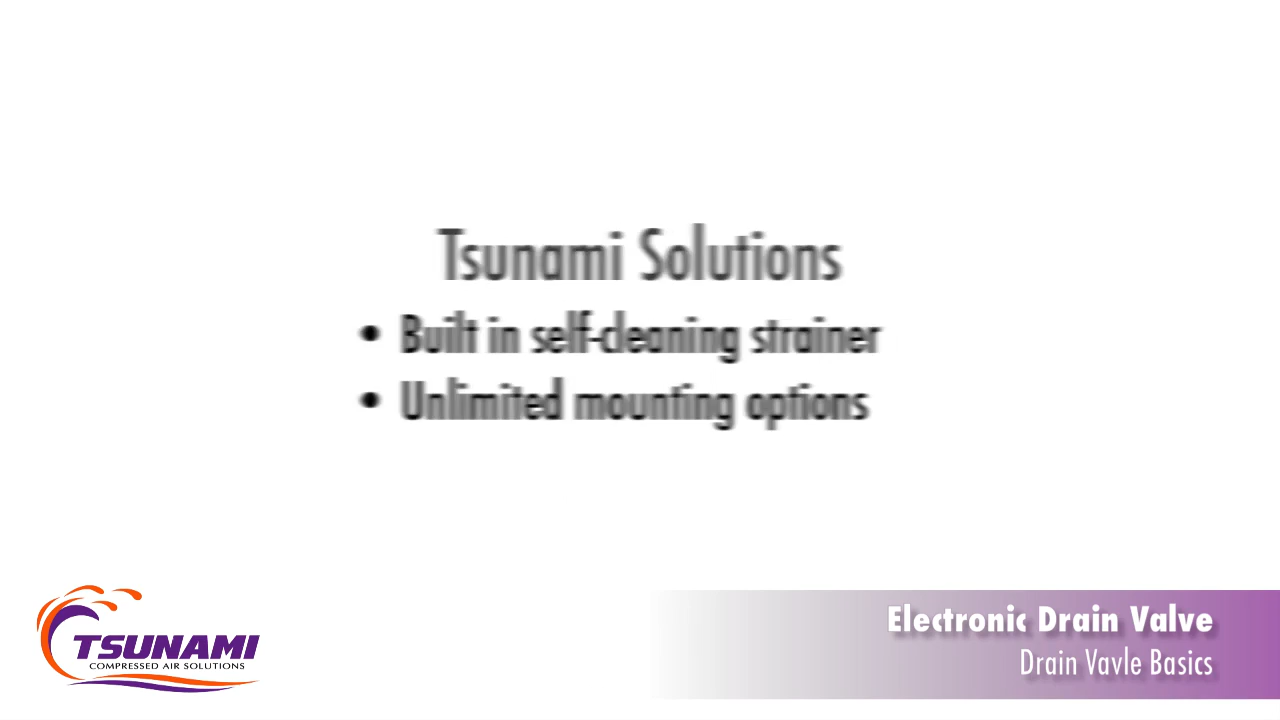 Tsunami Solutions
• Built in self-cleaning strainer
• Unlimited mounting options
TSUNAMI
COMPRESSED AIR SOLUTIONS
Electronic Drain Valve
Drain Vavle Basics